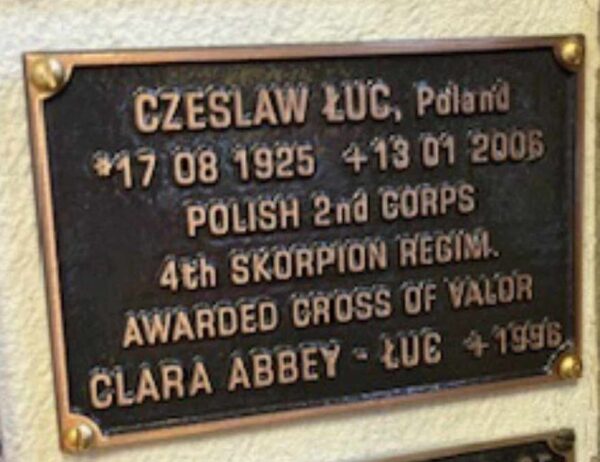 CZESLAW ŁUC, Poland
*17 08 1925 +13 01 2006
POLISH 2nd CORPS
4th SKORPION REGIM.
AWARDED CROSS OF VALOR
CLARA ABBEY - ŁUC +1996